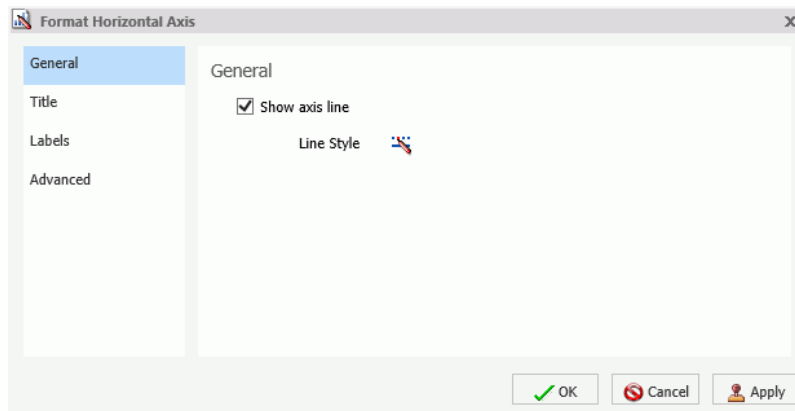 Format Horizontal Axis
General
Title
Labels
Advanced
General
Show axis line
Line Style
OK
Cancel
Apply